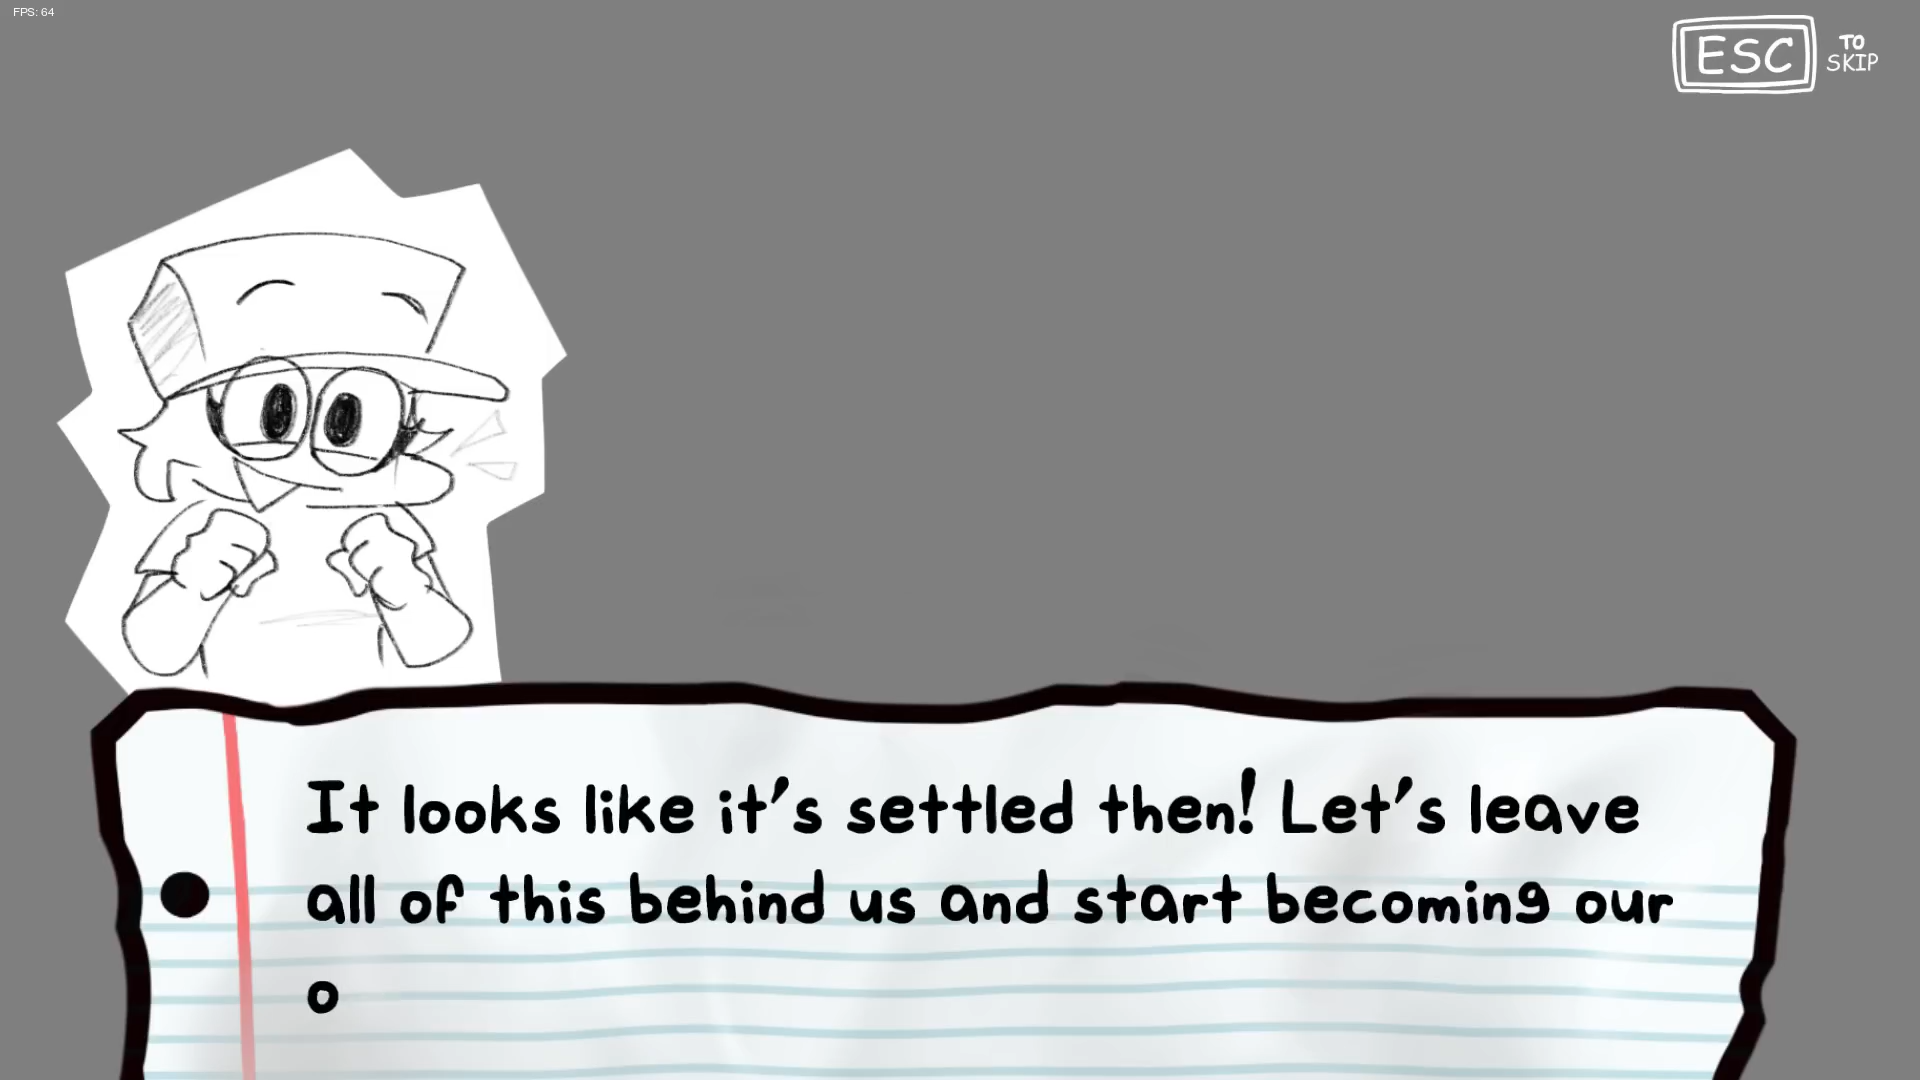 FPS: 64
ESC TO SKIP
It looks like it's settled then! Let's leave
all of this behind us and start becoming our
o